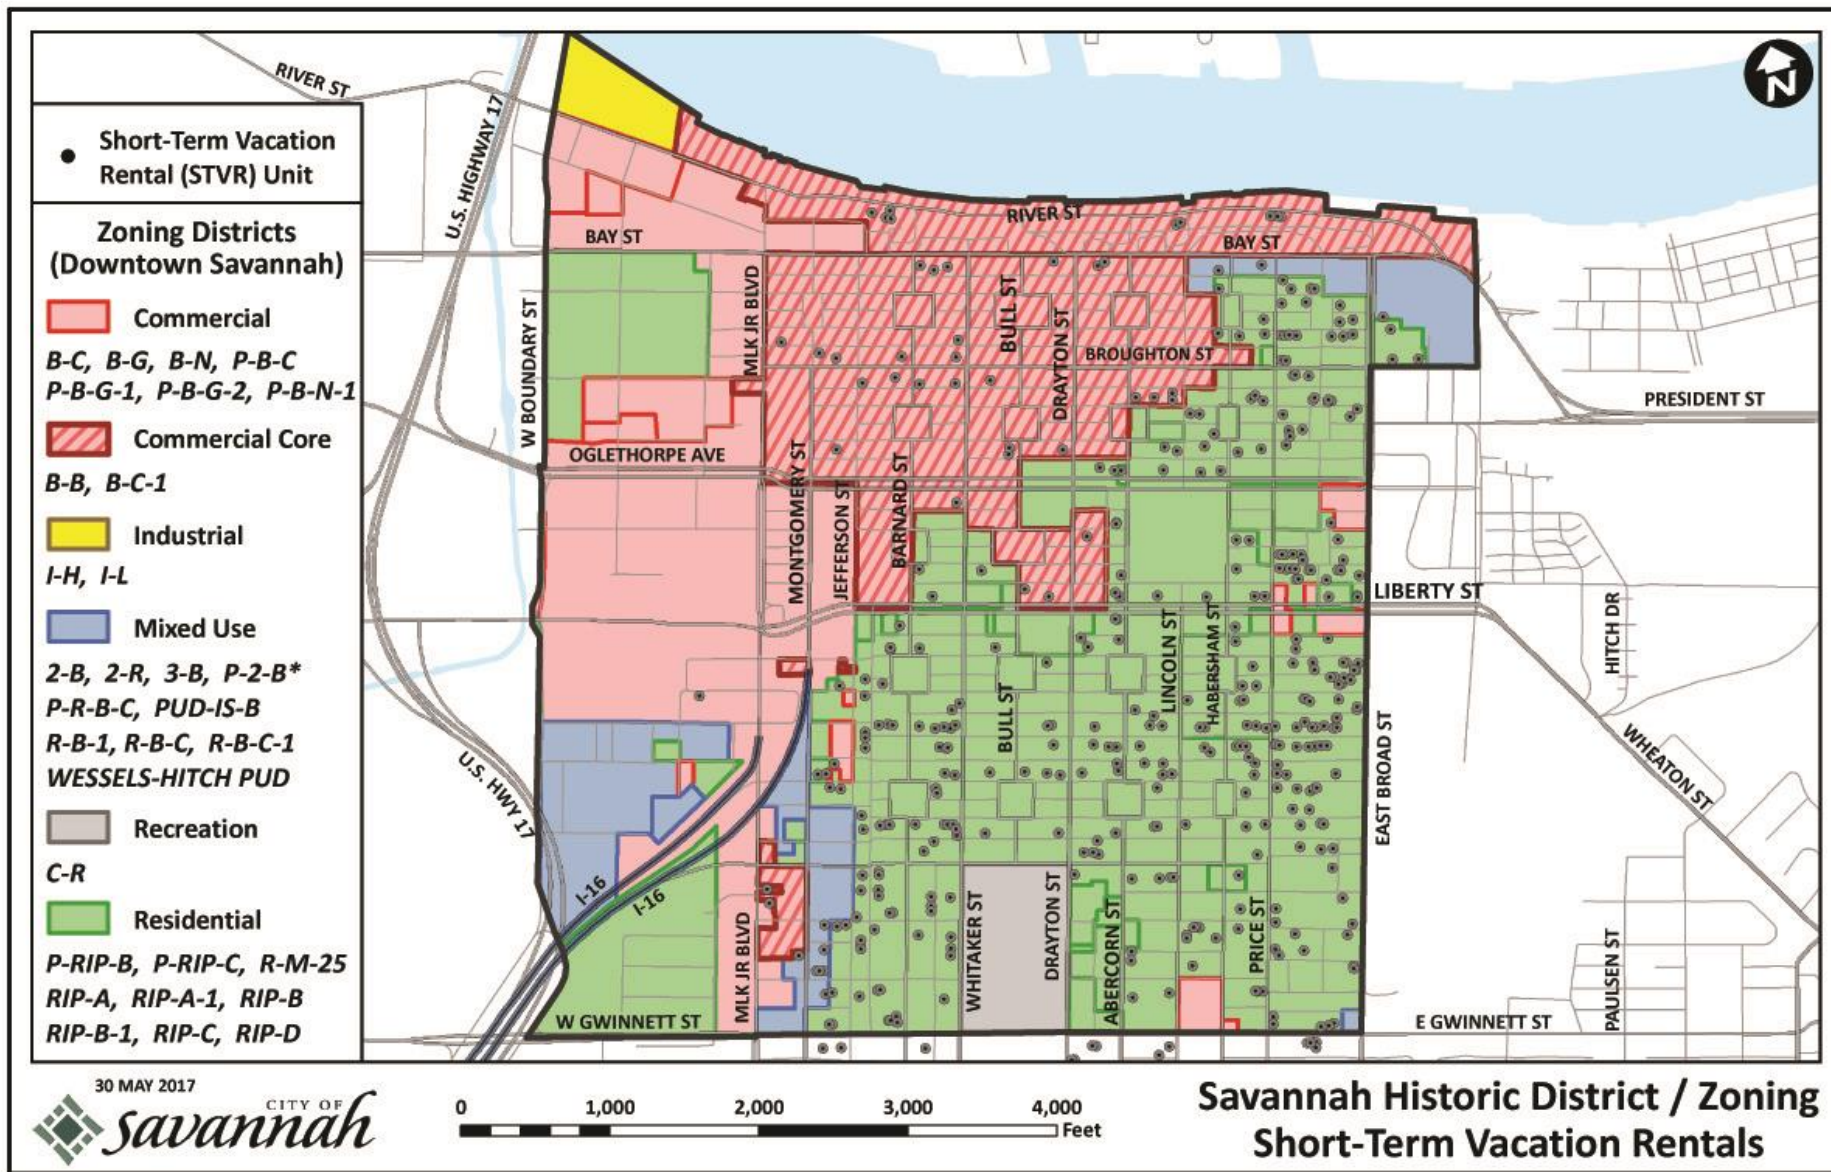 RIVER ST
U.S. HIGHWAY 17
N
Short-Term Vacation
Rental (STVR) Unit
Zoning Districts
(Downtown Savannah)
Commercial
B-C, B-G, B-N, P-B-C
P-B-G-1, P-B-G-2, P-B-N-1
Commercial Core
B-B, B-C-1
Industrial
I-H, I-L
Mixed Use
2-B, 2-R, 3-B, P-2-B*
P-R-B-C, PUD-IS-B
R-B-1, R-B-C, R-B-C-1
WESSELS-HITCH PUD
Recreation
C-R
Residential
P-RIP-B, P-RIP-C, R-M-25
RIP-A, RIP-A-1, RIP-B
RIP-B-1, RIP-C, RIP-D
RIVER ST
BAY ST
BAY ST
W BOUNDARY ST
MLK JR BLVD
BULL ST
DRAYTON ST
BROUGHTON ST
PRESIDENT ST
OGLETHORPE AVE
MONTGOMERY ST
JEFFERSON ST
BARNARD ST
LIBERTY ST
LINCOLN ST
HABERSHAM ST
HITCH DR
BULL ST
EAST BROAD ST
WHEATON ST
U.S. HWY 17
I-16
I-16
MLK JR BLVD
WHITAKER ST
DRAYTON ST
ABERCORN ST
PRICE ST
PAULSEN ST
W GWINNETT ST
E GWINNETT ST
30 MAY 2017
CITY OF
savannah
0 1,000 2,000 3,000 4,000
Feet
Savannah Historic District / Zoning
Short-Term Vacation Rentals